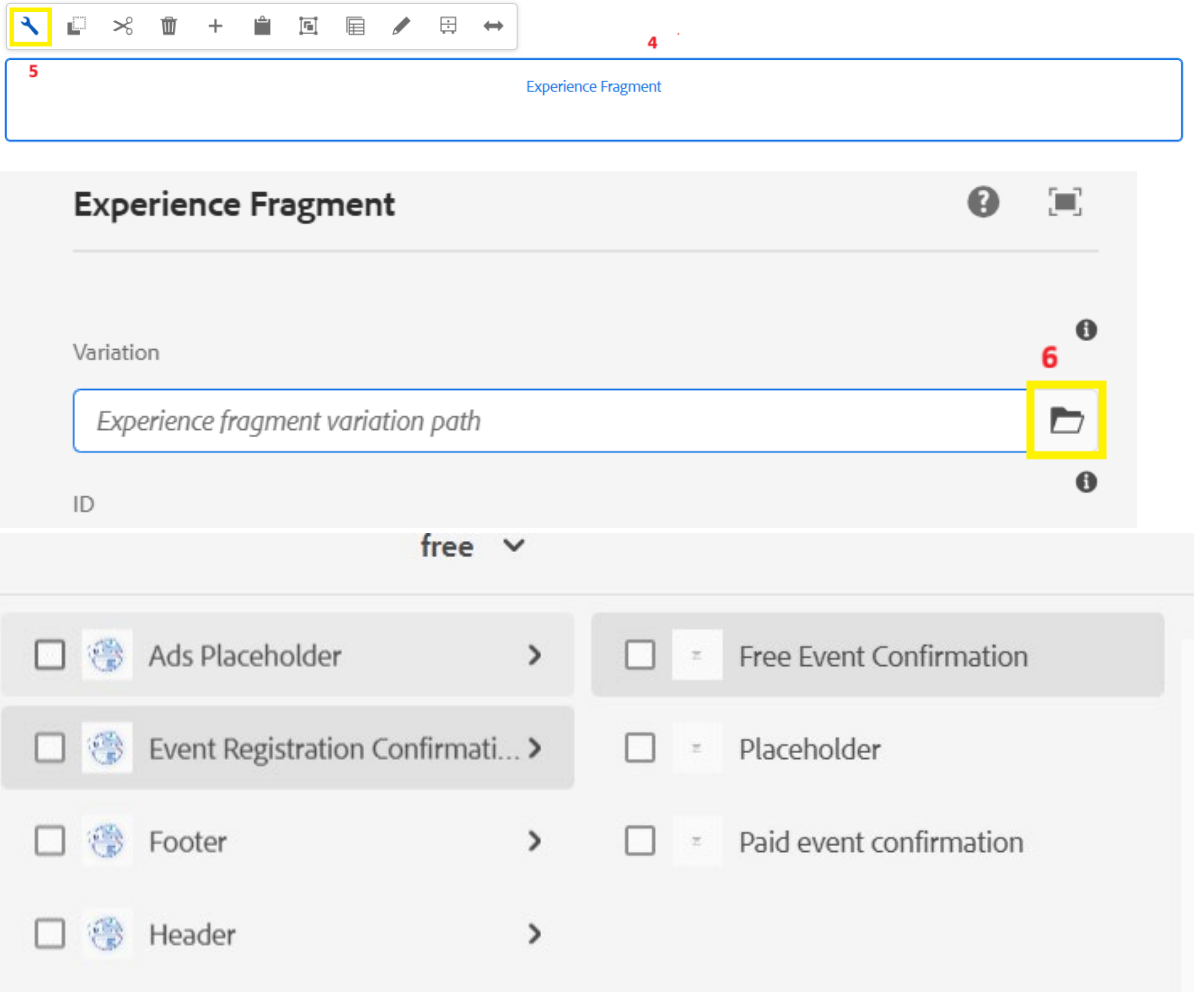 4
5
Experience Fragment
Experience Fragment
Variation
6
Experience fragment variation path
ID
free
Ads Placeholder
Free Event Confirmation
Event Registration Confirmati...
Placeholder
Footer
Paid event confirmation
Header